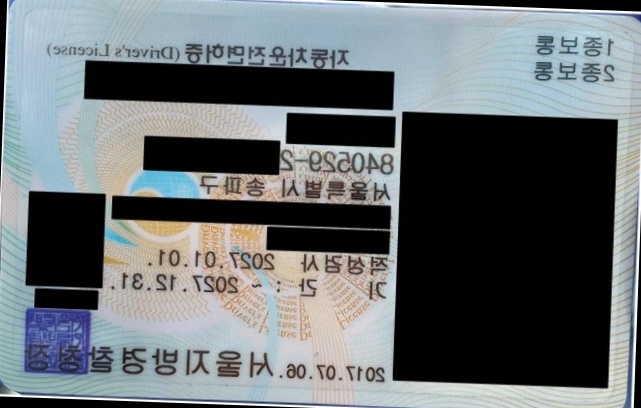 1종보통
2종보통
자동차운전면허증 (Driver's License)
840529-2
서울특별시 송파구
적성검사 2027.01.01.
기 간 : ~ 2027.12.31.
2017.07.06.
서울지방경찰청장